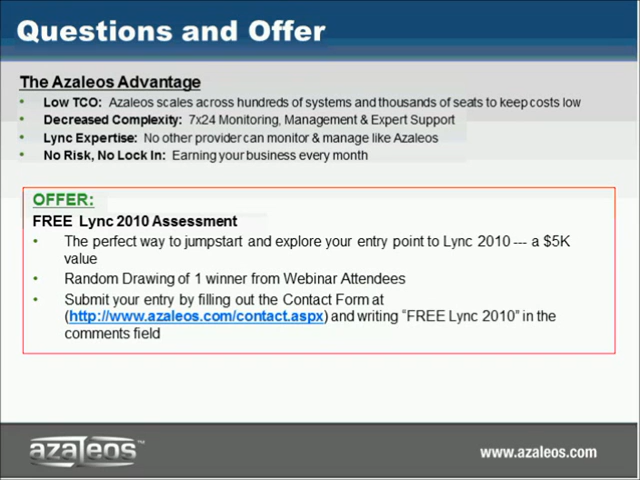 Questions and Offer
The Azaleos Advantage
• Low TCO: Azaleos scales across hundreds of systems and thousands of seats to keep costs low
• Decreased Complexity: 7x24 Monitoring, Management & Expert Support
• Lync Expertise: No other provider can monitor & manage like Azaleos
• No Risk, No Lock In: Earning your business every month
OFFER:
FREE Lync 2010 Assessment
• The perfect way to jumpstart and explore your entry point to Lync 2010 --- a $5K
value
• Random Drawing of 1 winner from Webinar Attendees
• Submit your entry by filling out the Contact Form at
(http://www.azaleos.com/contact.aspx) and writing “FREE Lync 2010” in the
comments field
azaleos™
www.azaleos.com